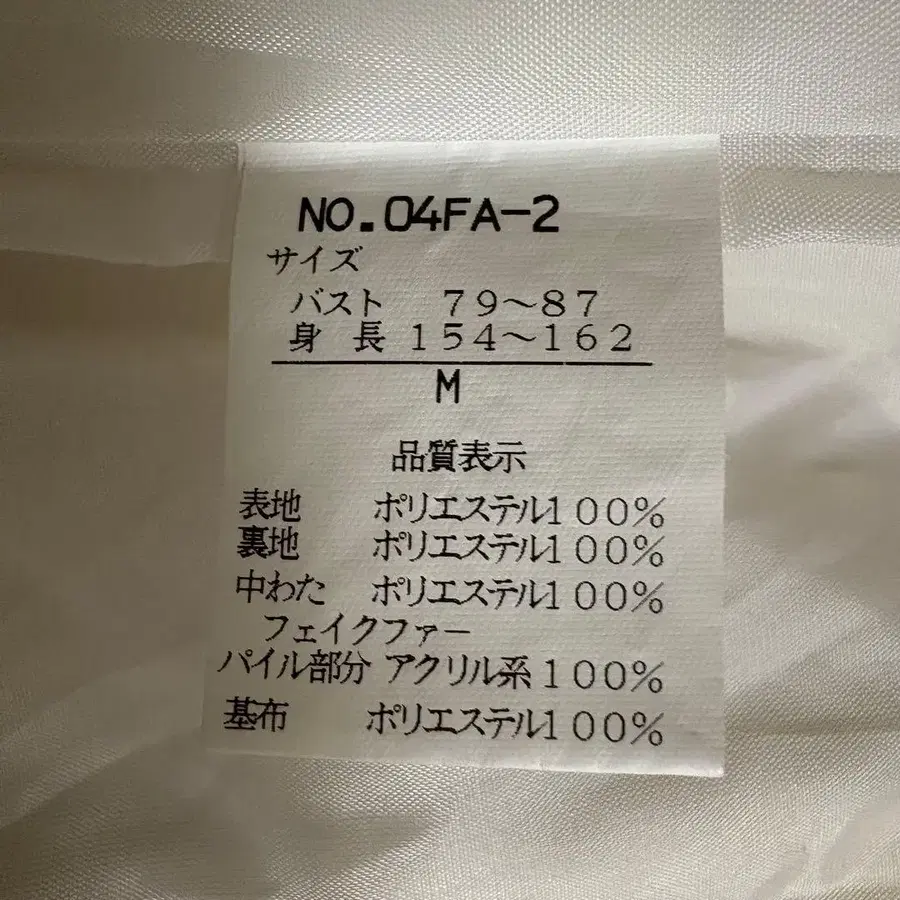 NO.04FA-2
サイズ
バスト 79〜87
身長 154〜162
M
品質表示
表地 ポリエステル100%
裏地 ポリエステル100%
中わた ポリエステル100%
フェイクファー
パイル部分 アクリル系100%
基布 ポリエステル100%